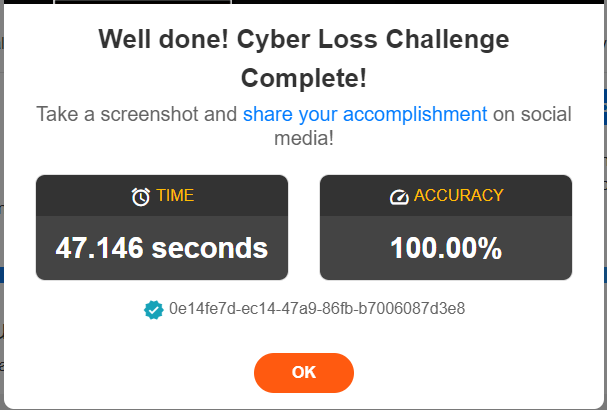 Well done! Cyber Loss Challenge
Complete!
Take a screenshot and share your accomplishment on social
media!
TIME
47.146 seconds
ACCURACY
100.00%
0e14fe7d-ec14-47a9-86fb-b7006087d3e8
OK